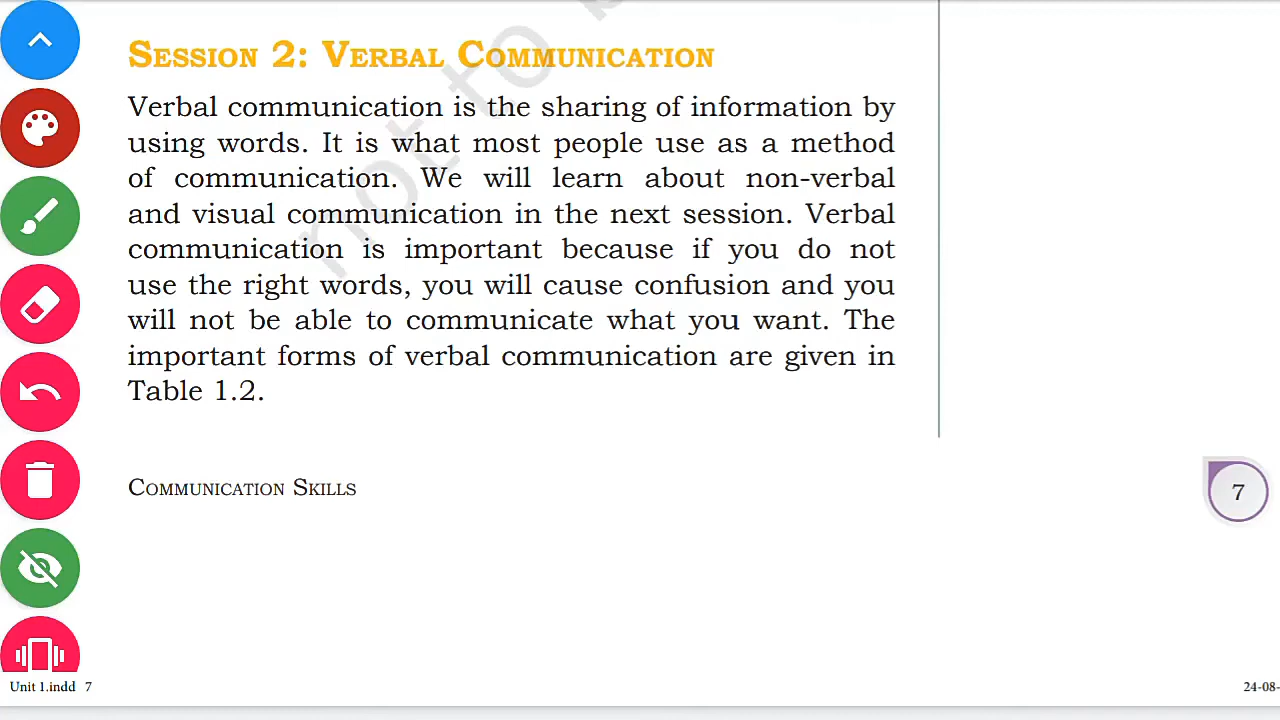 SESSION 2: VERBAL COMMUNICATION
Verbal communication is the sharing of information by
using words. It is what most people use as a method
of communication. We will learn about non-verbal
and visual communication in the next session. Verbal
communication is important because if you do not
use the right words, you will cause confusion and you
will not be able to communicate what you want. The
important forms of verbal communication are given in
Table 1.2.
COMMUNICATION SKILLS
7
Unit 1.indd 7
24-08-
not to